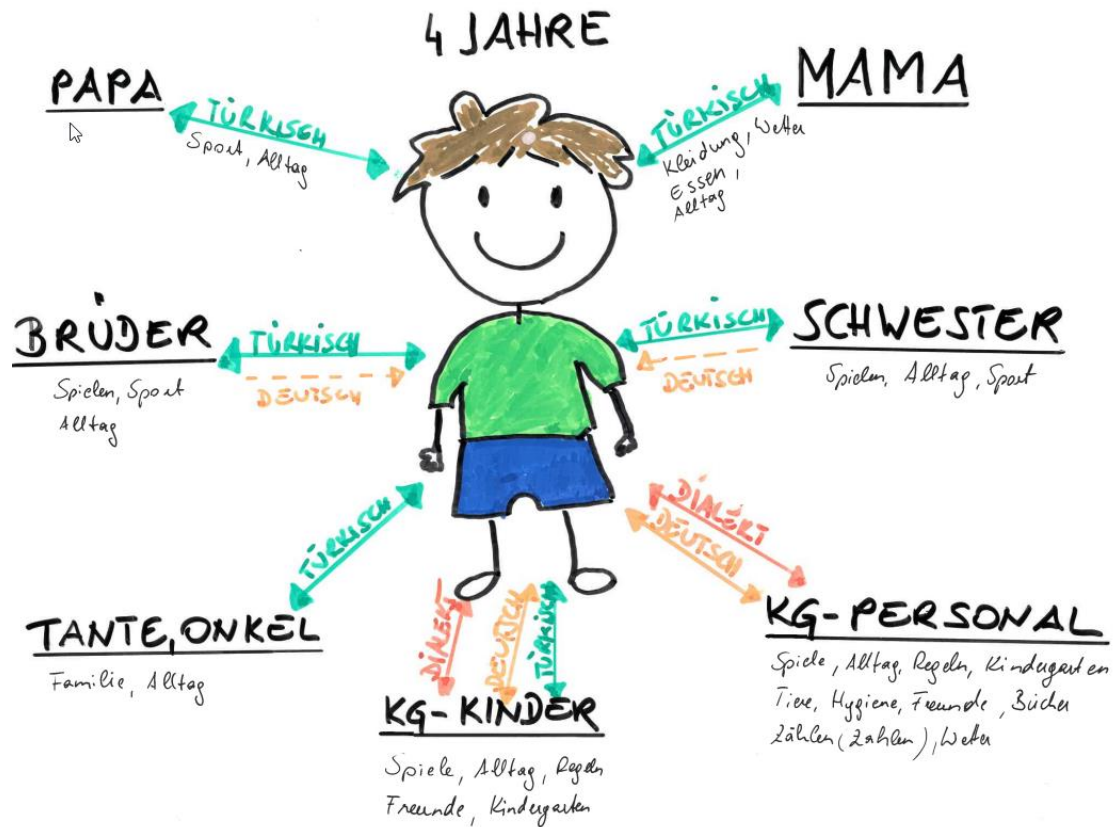 4 JAHRE
PAPA
TÜRKISCH
Sport, Alltag
MAMA
TÜRKISCH
Kleidung, Wetter
Essen,
Alltag
BRÜDER
TÜRKISCH
DEUTSCH
Spielen, Sport
Alltag
SCHWESTER
TÜRKISCH
DEUTSCH
Spielen, Alltag, Sport
TANTE, ONKEL
TÜRKISCH
Familie, Alltag
DIALEKT
DEUTSCH
TÜRKISCH
KG-KINDER
Spiele, Alltag, Regeln
Freunde, Kindergarten
DIALEKT
DEUTSCH
KG-PERSONAL
Spiele, Alltag, Regeln, Kindergarten
Tiere, Hygiene, Freunde, Bücher
Zählen (Zahlen), Wetter